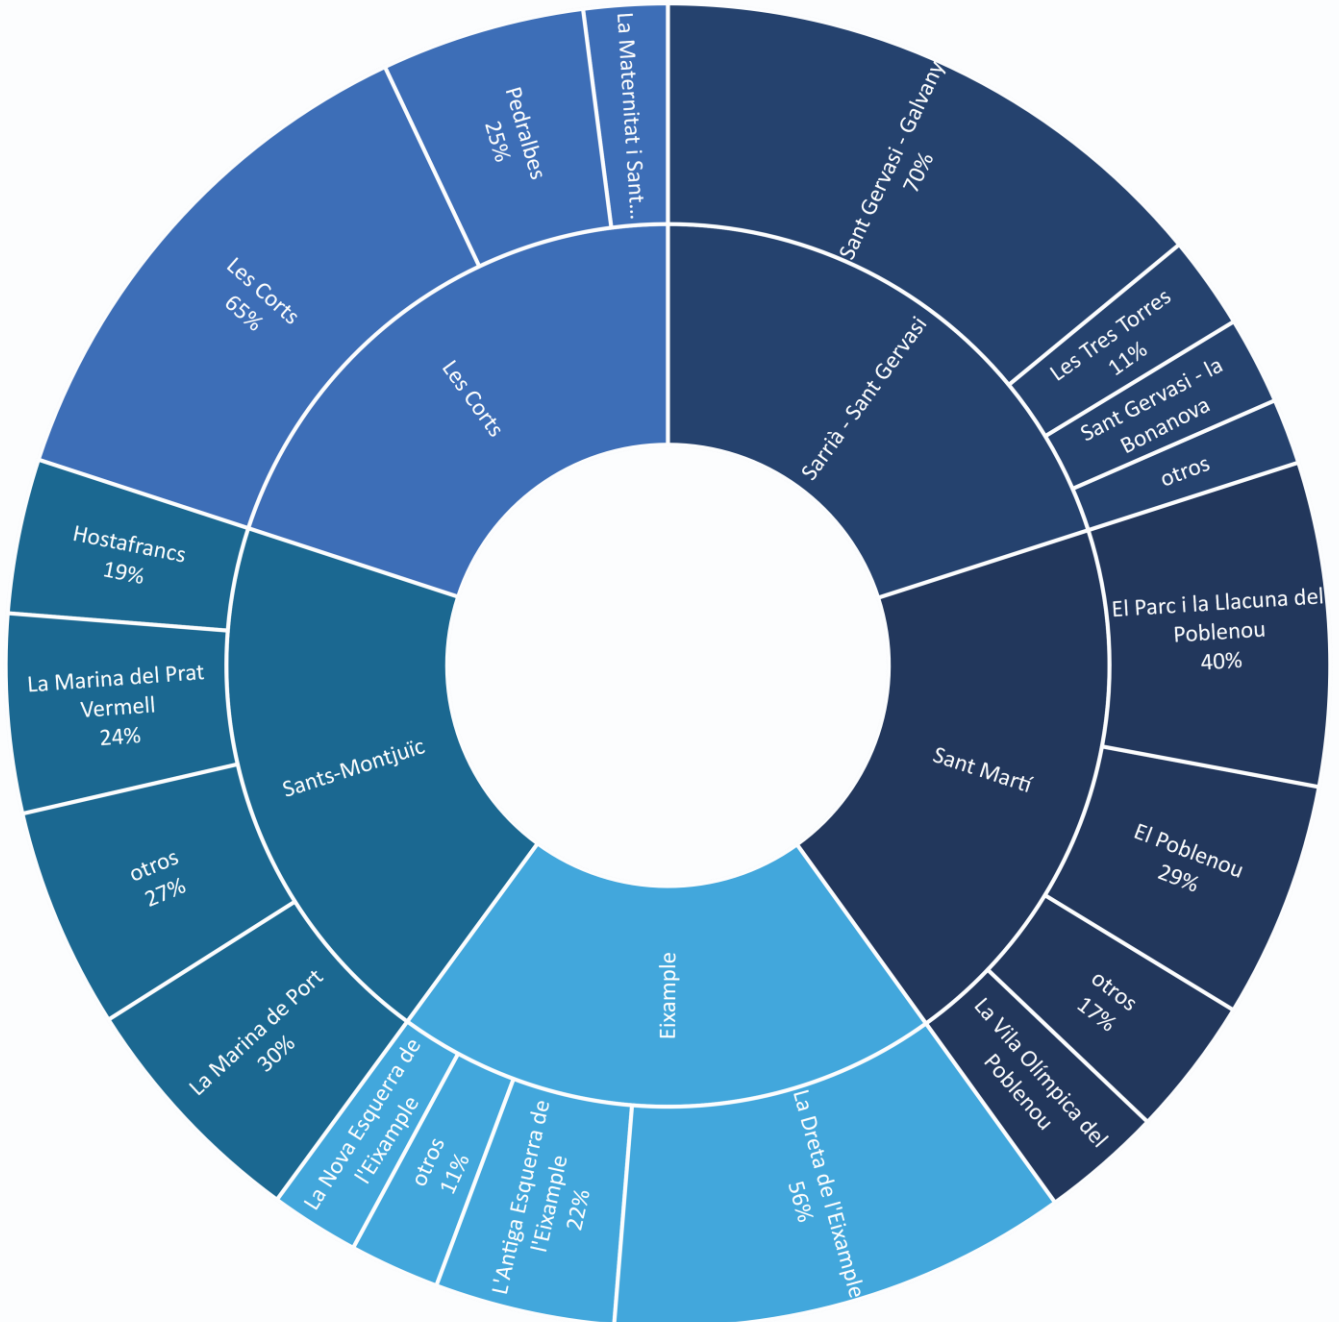 La Maternitat i Sant...
Pedralbes
25%
Les Corts
65%
Les Corts
Sant Gervasi - Galvany
70%
Les Tres Torres
11%
Sant Gervasi - la
Bonanova
otros
Sarrià - Sant Gervasi
El Parc i la Llacuna del
Poblenou
40%
El Poblenou
29%
otros
17%
La Vila Olímpica del
Poblenou
Sant Martí
Eixample
La Dreta de l'Eixample
56%
L'Antiga Esquerra de
l'Eixample
22%
otros
11%
La Nova Esquerra de
l'Eixample
Sants-Montjuïc
La Marina de Port
30%
otros
27%
La Marina del Prat
Vermell
24%
Hostafrancs
19%